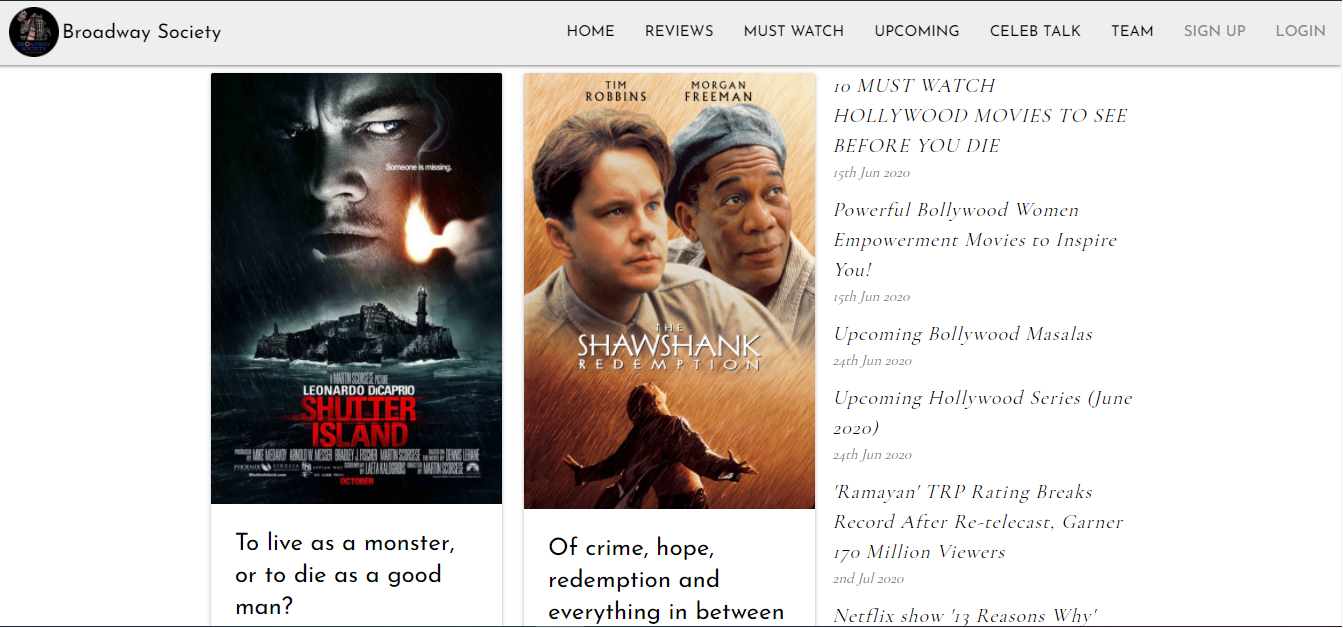 Broadway Society
HOME REVIEWS MUST WATCH UPCOMING CELEB TALK TEAM SIGN UP LOGIN
Someone is missing.
LEONARDO DiCAPRIO
SHUTTER
ISLAND
OCTOBER
To live as a monster,
or to die as a good
man?
TIM ROBBINS
MORGAN FREEMAN
THE
SHAWSHANK
REDEMPTION
Of crime, hope,
redemption and
everything in between
10 MUST WATCH
HOLLYWOOD MOVIES TO SEE
BEFORE YOU DIE
15th Jun 2020
Powerful Bollywood Women
Empowerment Movies to Inspire
You!
15th Jun 2020
Upcoming Bollywood Masalas
24th Jun 2020
Upcoming Hollywood Series (June
2020)
24th Jun 2020
'Ramayan' TRP Rating Breaks
Record After Re-telecast, Garner
170 Million Viewers
2nd Jul 2020
Netflix show '13 Reasons Why'